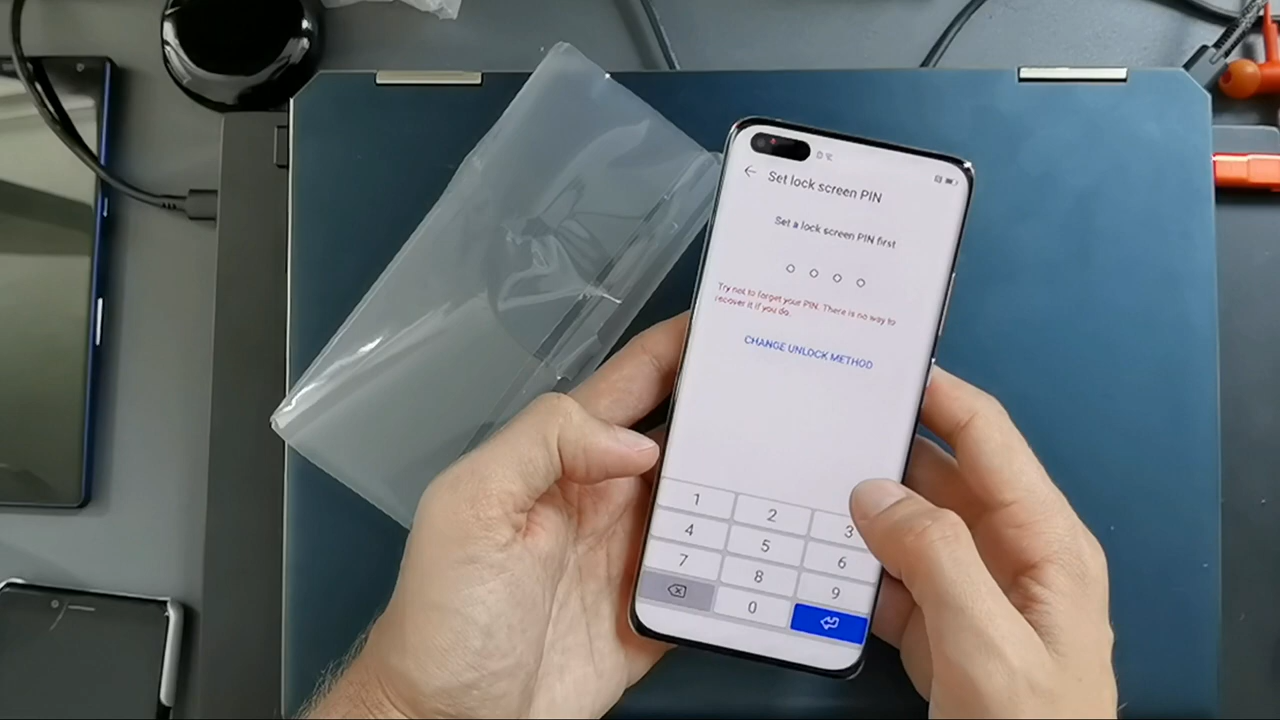 Set lock screen PIN
Set a lock screen PIN first
Try not to forget your PIN. There is no way to
recover it if you do.
CHANGE UNLOCK METHOD
1 2 3
4 5 6
7 8 9
0